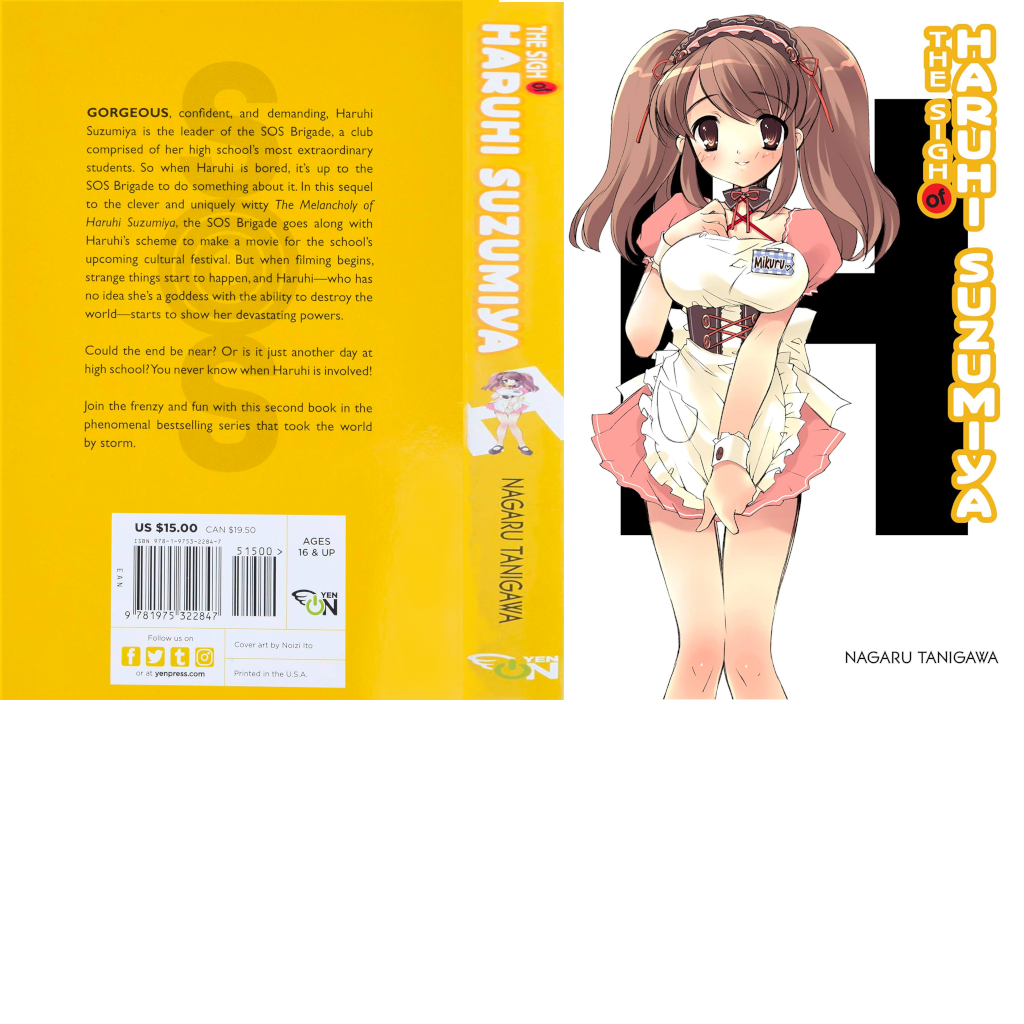 GORGEOUS, confident, and demanding, Haruhi
Suzumiya is the leader of the SOS Brigade, a club
comprised of her high school's most extraordinary
students. So when Haruhi is bored, it's up to the
SOS Brigade to do something about it. In this sequel
to the clever and uniquely witty The Melancholy of
Haruhi Suzumiya, the SOS Brigade goes along with
Haruhi's scheme to make a movie for the school's
upcoming cultural festival. But when filming begins,
strange things start to happen, and Haruhi—who has
no idea she's a goddess with the ability to destroy the
world—starts to show her devastating powers.
Could the end be near? Or is it just another day at
high school? You never know when Haruhi is involved!
Join the frenzy and fun with this second book in the
phenomenal bestselling series that took the world
by storm.
SOS
US $15.00 CAN $19.50
ISBN 978-1-9753-2284-7
51500 >
EAN
9 781975 322847
AGES
16 & UP
YEN
ON
Follow us on
or at yenpress.com
Cover art by Noizi Ito
Printed in the U.S.A.
THE SIGH of
HARUHI SUZUMIYA
NAGARU TANIGAWA
YEN
ON
THE SIGH of
HARUHI SUZUMIYA
Mikuru
NAGARU TANIGAWA